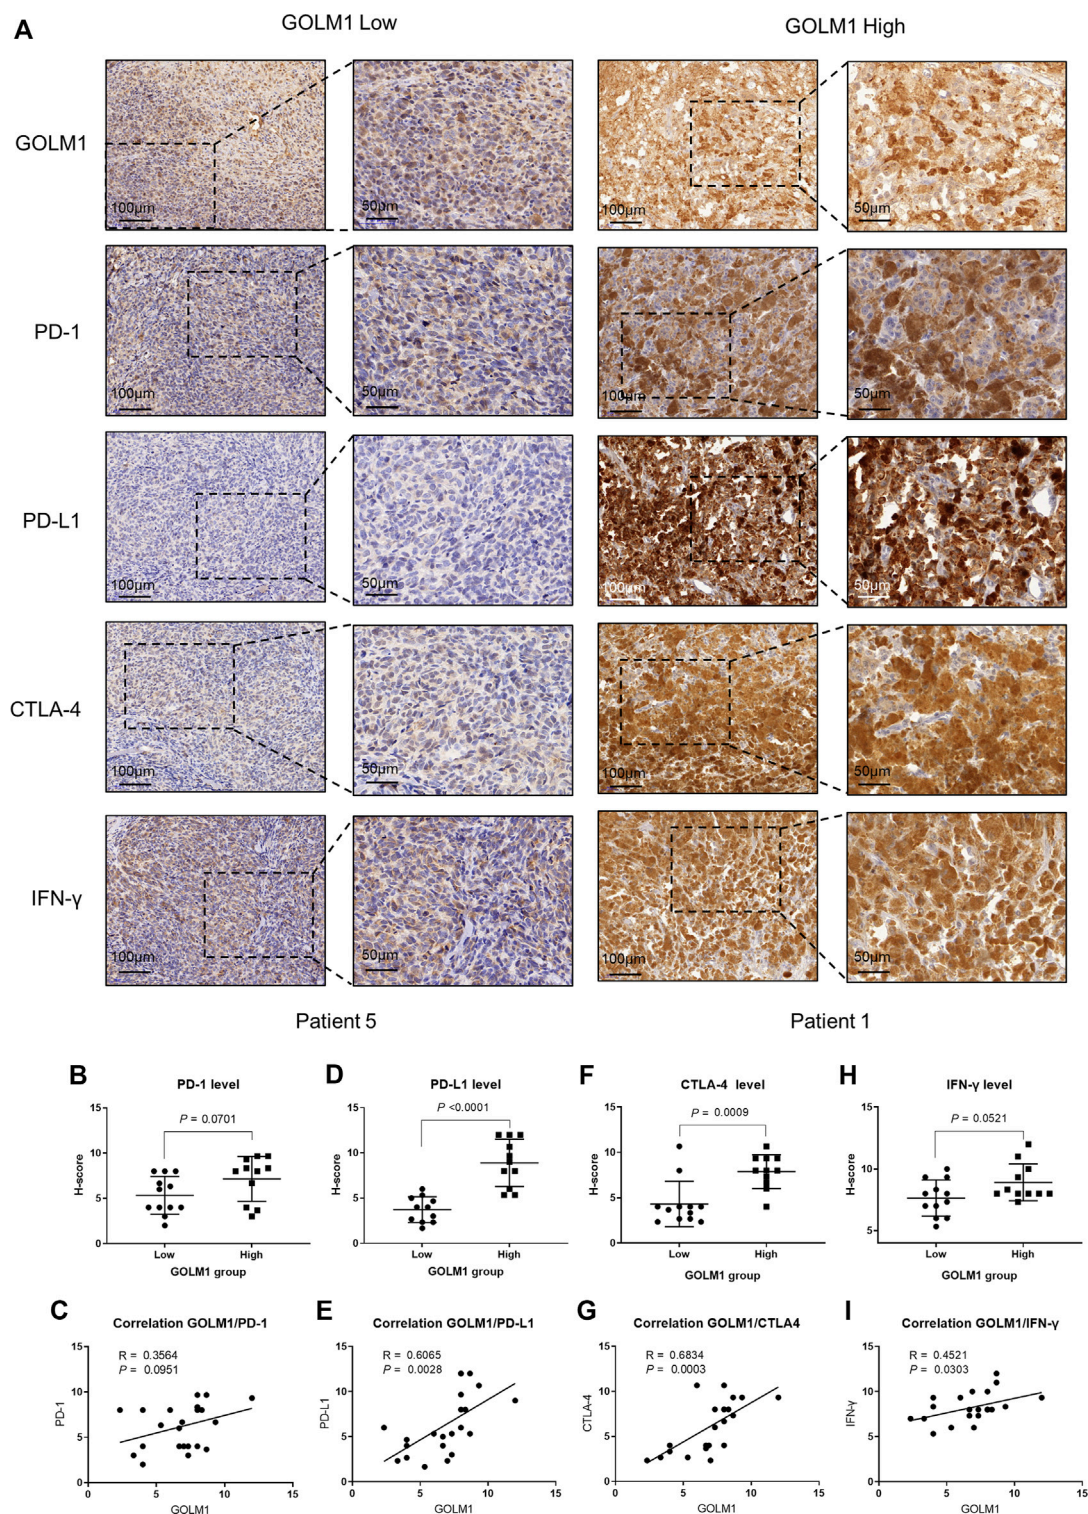 A
GOLM1 Low
GOLM1 High
GOLM1
100μm
50μm
100μm
50μm
PD-1
100μm
50μm
100μm
50μm
PD-L1
100μm
50μm
100μm
50μm
CTLA-4
100μm
50μm
100μm
50μm
IFN-γ
100μm
50μm
100μm
50μm
Patient 5
Patient 1
B
PD-1 level
P = 0.0701
H-score
15
10
5
0
Low
High
GOLM1 group
D
PD-L1 level
P <0.0001
H-score
15
10
5
0
Low
High
GOLM1 group
F
CTLA-4 level
P = 0.0009
H-score
15
10
5
0
Low
High
GOLM1 group
H
IFN-γ level
P = 0.0521
H-score
15
10
5
Low
High
GOLM1 group
C
Correlation GOLM1/PD-1
R = 0.3564
P = 0.0951
PD-1
15
10
5
0
0
5
10
15
GOLM1
E
Correlation GOLM1/PD-L1
R = 0.6065
P = 0.0028
PD-L1
15
10
5
0
0
5
10
15
GOLM1
G
Correlation GOLM1/CTLA4
R = 0.6834
P = 0.0003
CTLA-4
15
10
5
0
0
5
10
15
GOLM1
I
Correlation GOLM1/IFN-γ
R = 0.4521
P = 0.0303
IFN-γ
15
10
5
0
0
5
10
15
GOLM1